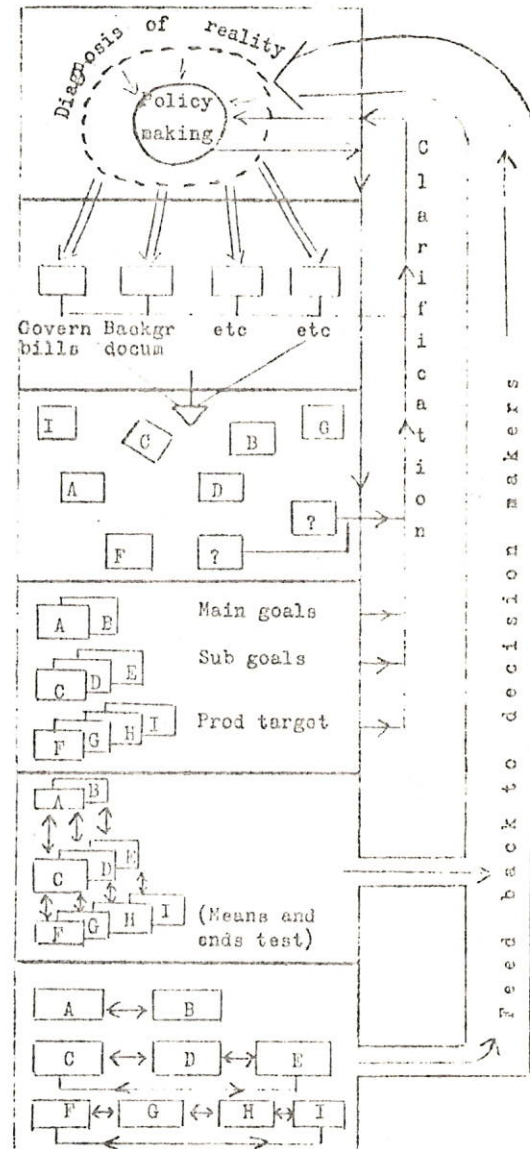 Diagnosis of reality
Policy
making
Govern Backgr etc etc
bills docum
I
C
B
G
A
D
?
F
?
Main goals
A B
Sub goals
C D E
Prod target
F G H I
A B
C D E
F G H I
(Means and
ends test)
A B
C D E
F G H I
Clarification
Feed back to decision makers